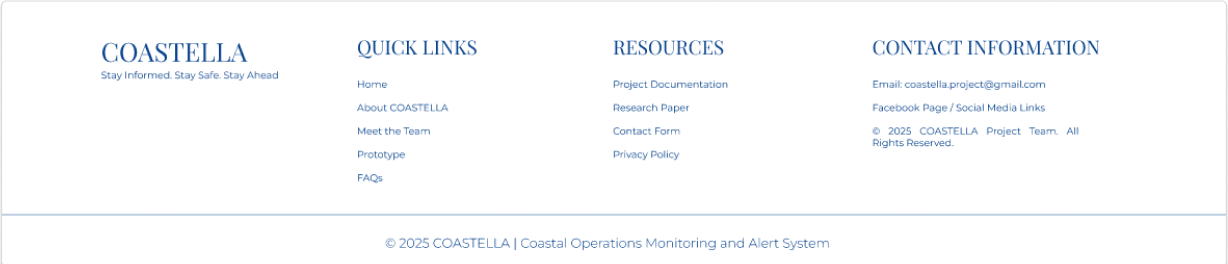 COASTELLA
Stay Informed. Stay Safe. Stay Ahead
QUICK LINKS
Home
About COASTELLA
Meet the Team
Prototype
FAQs
RESOURCES
Project Documentation
Research Paper
Contact Form
Privacy Policy
CONTACT INFORMATION
Email: coastella.project@gmail.com
Facebook Page / Social Media Links
© 2025 COASTELLA Project Team. All
Rights Reserved.
© 2025 COASTELLA | Coastal Operations Monitoring and Alert System